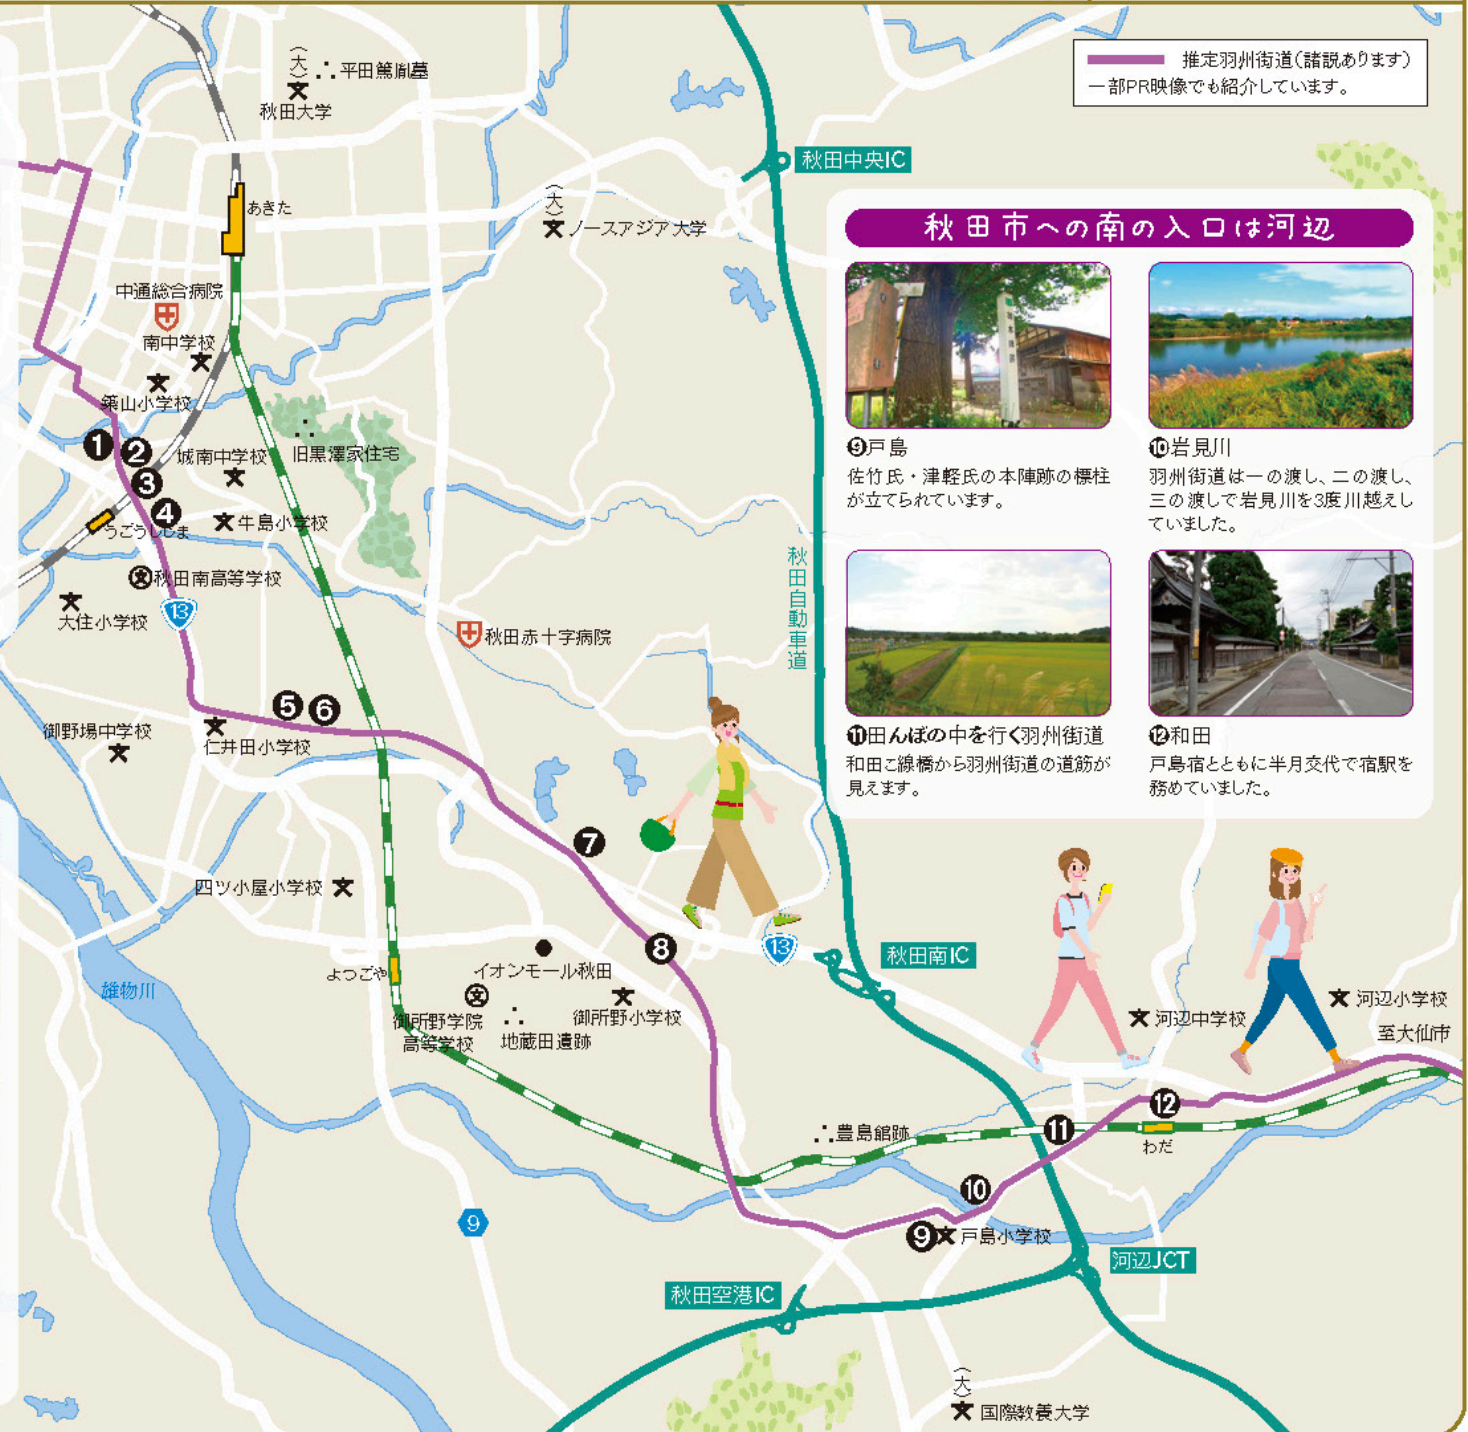 推定羽州街道(諸説あります)
一部PR映像でも紹介しています。
(大)
平田篤胤墓
秋田大学
秋田中央IC
あきた
(大)
ノースアジア大学
中通総合病院
南中学校
築山小学校
1
2
3
4
城南中学校
旧黒澤家住宅
うごうしじま
牛島小学校
秋田南高等学校
大住小学校
13
秋田赤十字病院
秋田自動車道
5
6
御野場中学校
仁井田小学校
7
四ツ小屋小学校
8
13
よつごや
イオンモール秋田
秋田南IC
雄物川
御所野学院
高等学校
地蔵田遺跡
御所野小学校
河辺中学校
河辺小学校
至大仙市
12
11
豊島館跡
わだ
10
9
9
戸島小学校
河辺JCT
秋田空港IC
(大)
国際教養大学
秋田市への南の入口は河辺
❾戸島
佐竹氏・津軽氏の本陣跡の標柱
が立てられています。
❿岩見川
羽州街道は一の渡し、二の渡し、
三の渡しで岩見川を3度川越えし
ていました。
⓫田んぼの中を行く羽州街道
和田こ線橋から羽州街道の道筋が
見えます。
⓬和田
戸島宿とともに半月交代で宿駅を
務めていました。